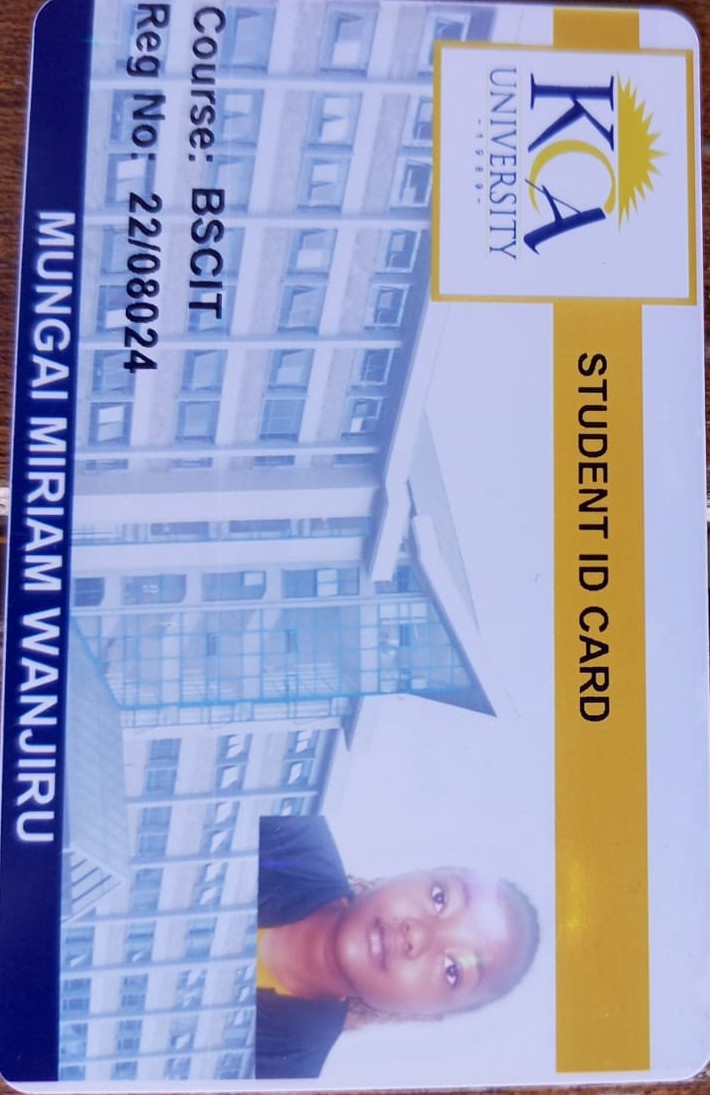 KCA
UNIVERSITY
-1989-
STUDENT ID CARD
Course: BSCIT
Reg No: 22/08024
MUNGAI MIRIAM WANJIRU